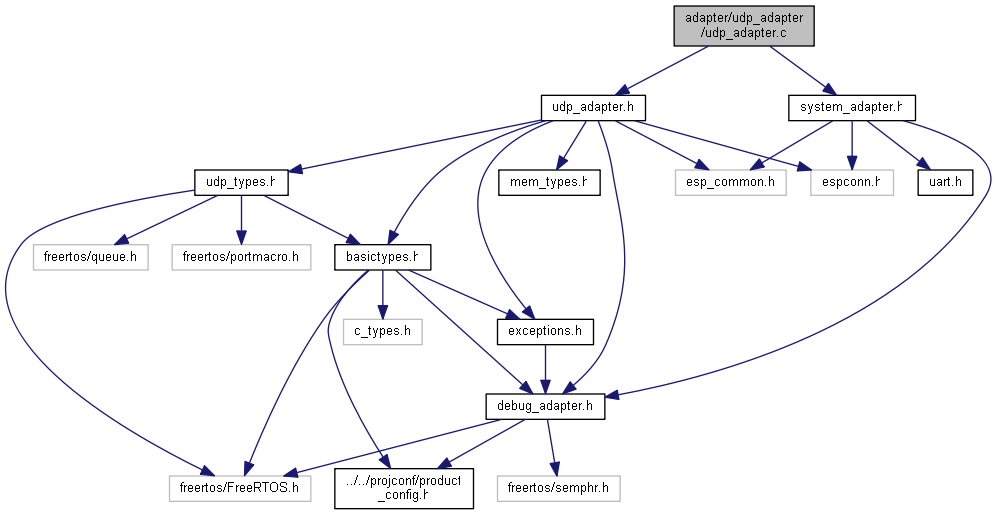 adapter/udp_adapter
/udp_adapter.c
udp_adapter.h
system_adapter.h
udp_types.h
mem_types.h
esp_common.h
espconn.h
uart.h
freertos/queue.h
freertos/portmacro.h
basictypes.h
c_types.h
exceptions.h
debug_adapter.h
freertos/FreeRTOS.h
../../projconf/product
_config.h
freertos/semphr.h